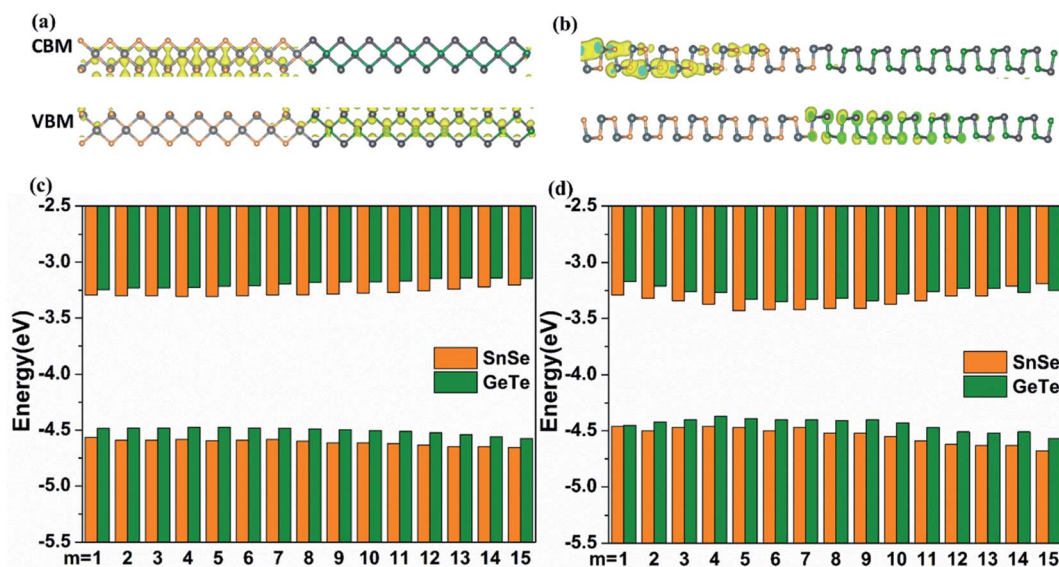 (a)
CBM
VBM
(b)
(c)
-2.5
-3.0
-3.5
-4.0
-4.5
-5.0
-5.5
Energy(eV)
SnSe
GeTe
m=1 2 3 4 5 6 7 8 9 10 11 12 13 14 15
(d)
-2.5
-3.0
-3.5
-4.0
-4.5
-5.0
-5.5
Energy(eV)
SnSe
GeTe
m=1 2 3 4 5 6 7 8 9 10 11 12 13 14 15